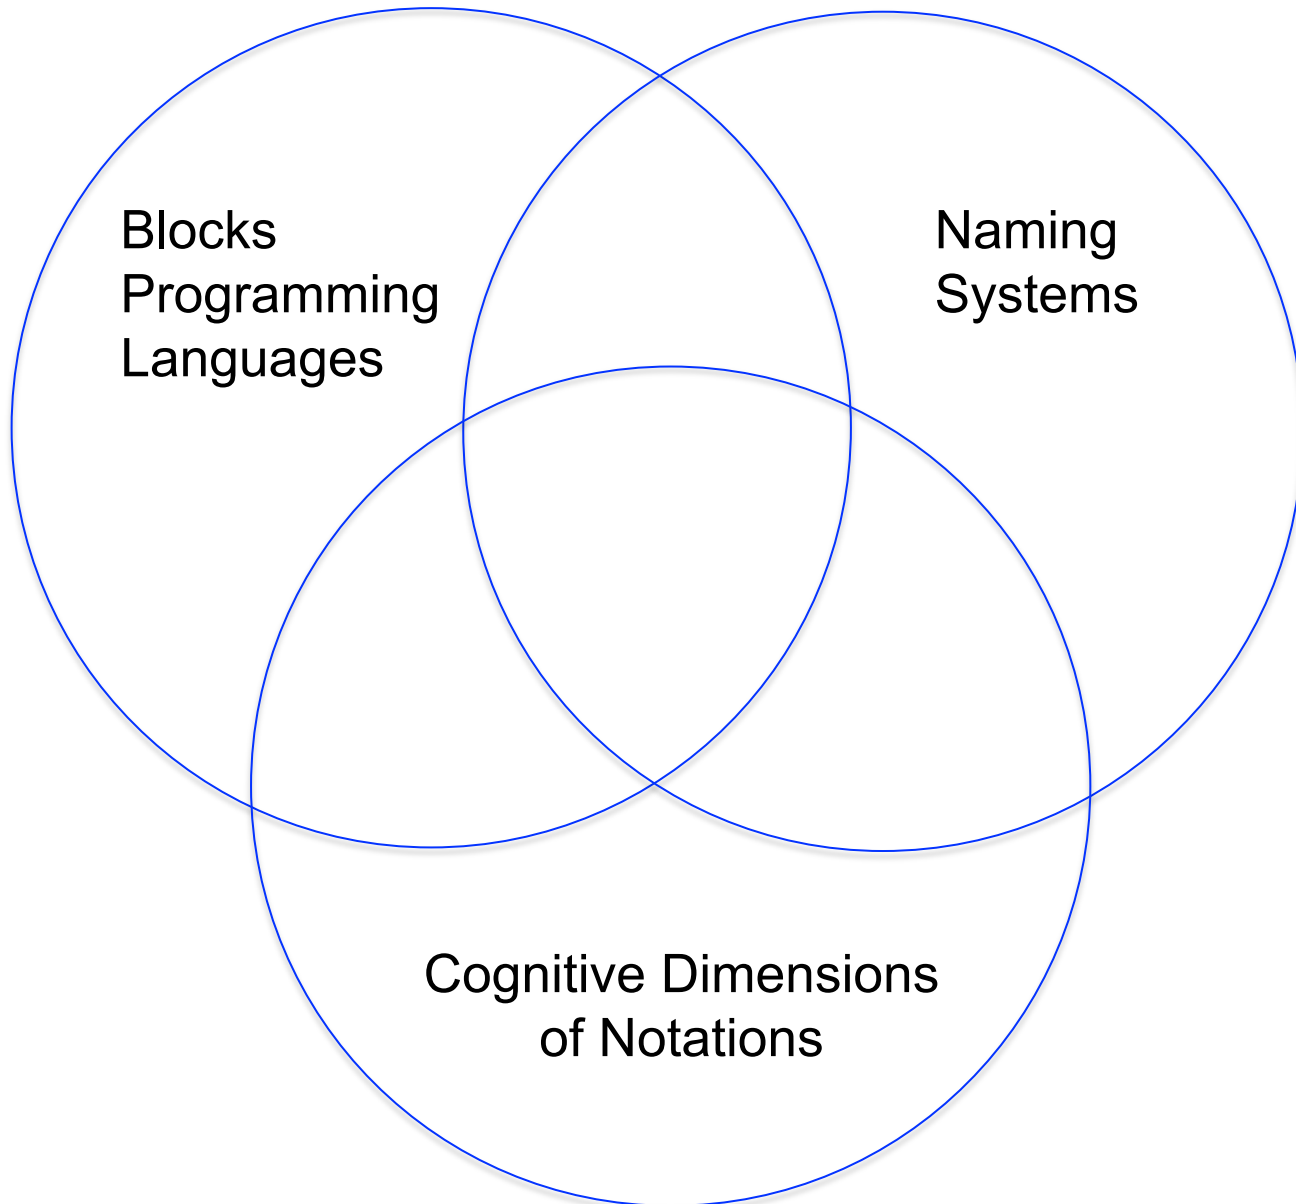 Blocks
Programming
Languages
Naming
Systems
Cognitive Dimensions
of Notations